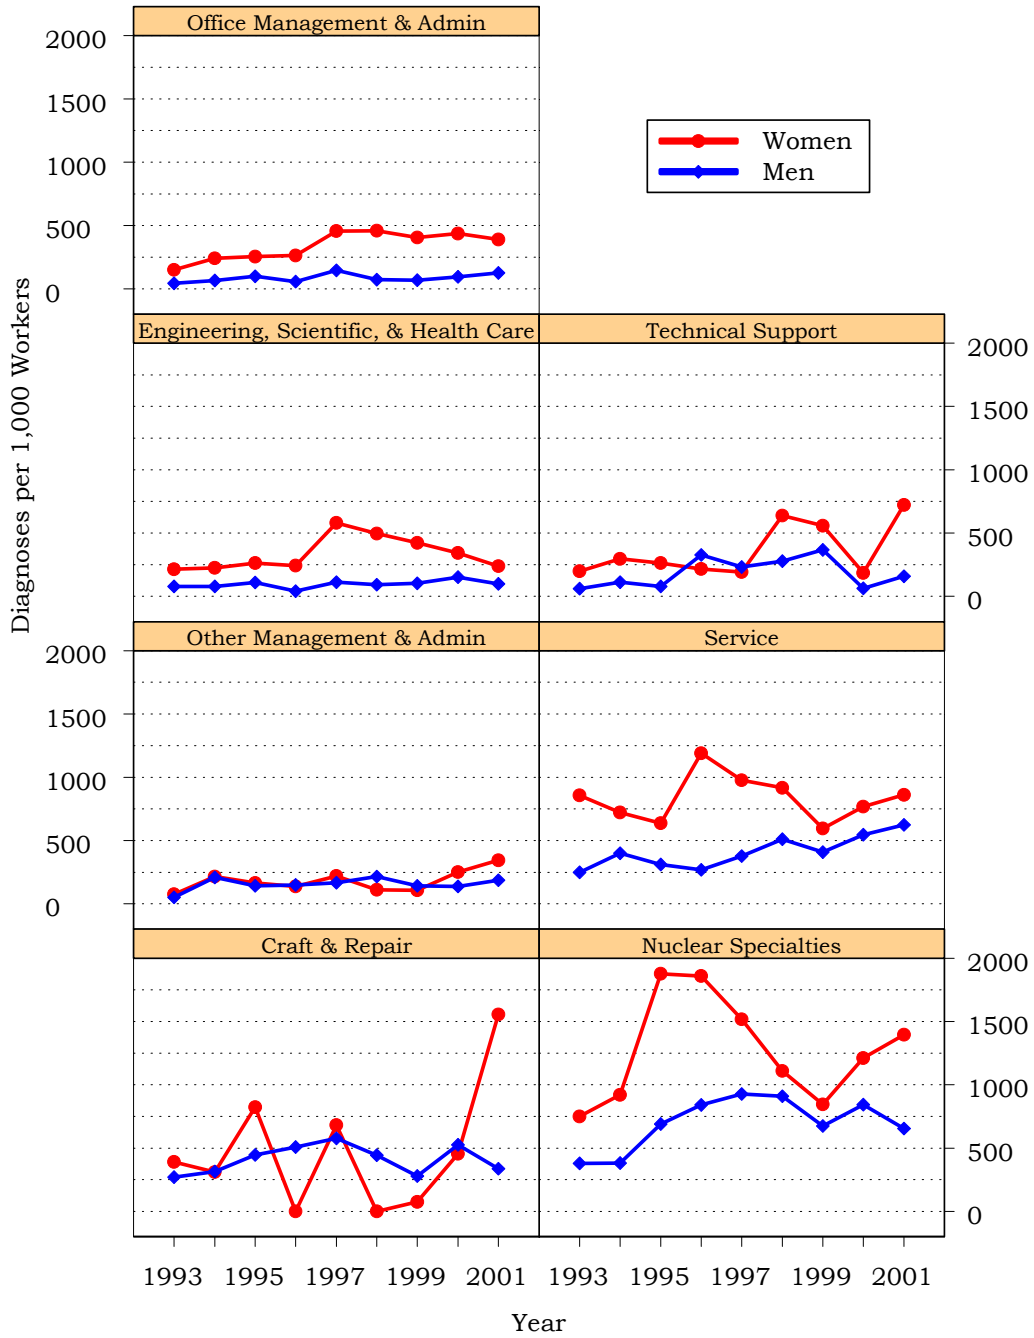 Office Management & Admin
2000
1500
1000
500
0
Women
Men
Diagnoses per 1,000 Workers
Engineering, Scientific, & Health Care
Technical Support
2000
1500
1000
500
0
Other Management & Admin
Service
2000
1500
1000
500
0
Craft & Repair
Nuclear Specialties
2000
1500
1000
500
0
1993 1995 1997 1999 2001 1993 1995 1997 1999 2001
Year